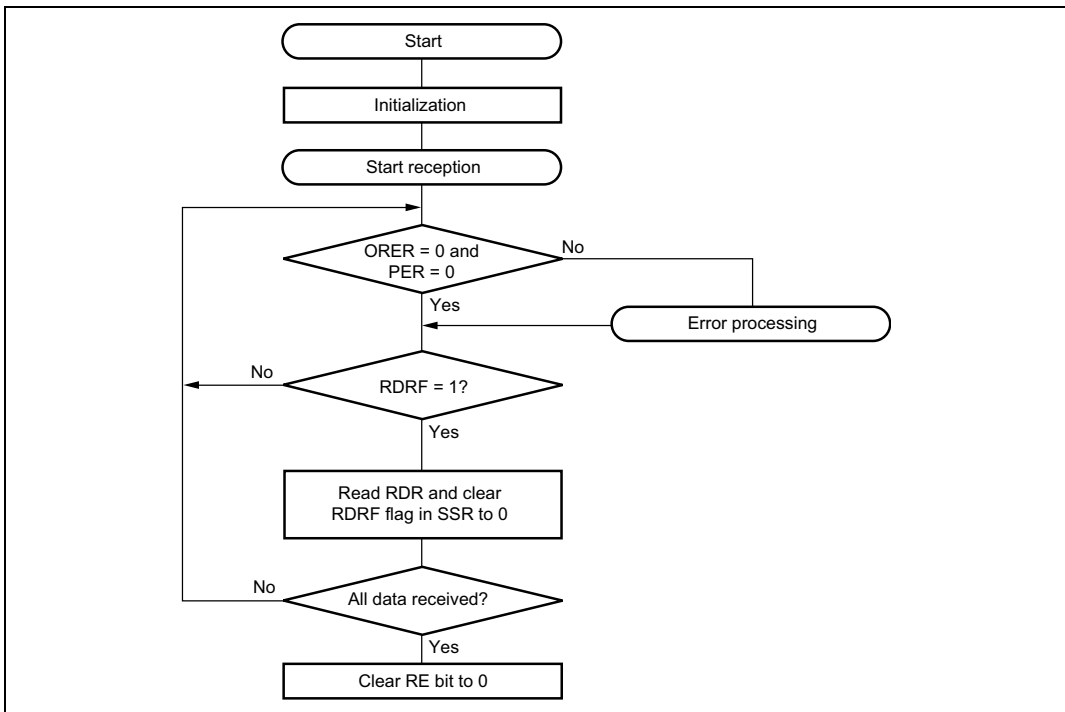 Start
Initialization
Start reception
ORER = 0 and
PER = 0
No
Yes
Error processing
No
RDRF = 1?
Yes
Read RDR and clear
RDRF flag in SSR to 0
No
All data received?
Yes
Clear RE bit to 0